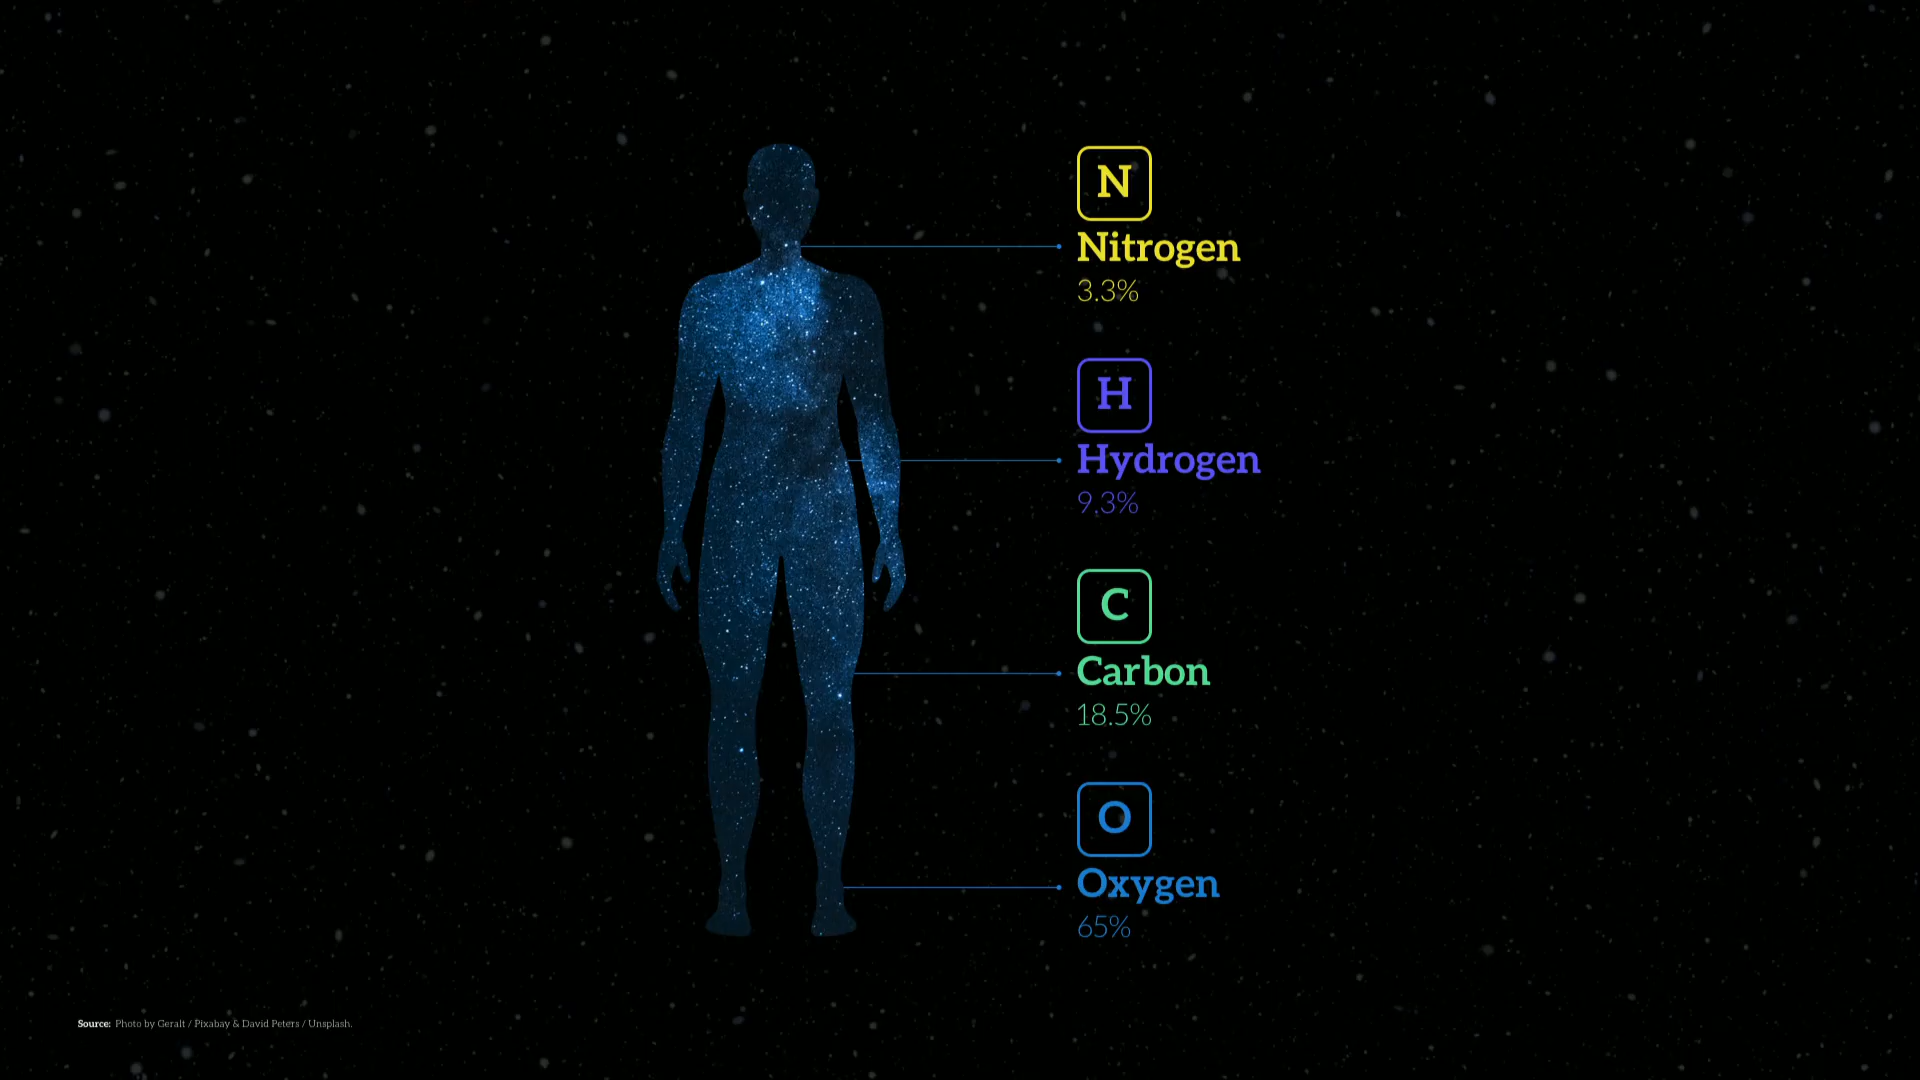 N
Nitrogen
3.3%
H
Hydrogen
9.3%
C
Carbon
18.5%
O
Oxygen
65%
Source: Photo by Geralt / Pixabay & David Peters / Unsplash.